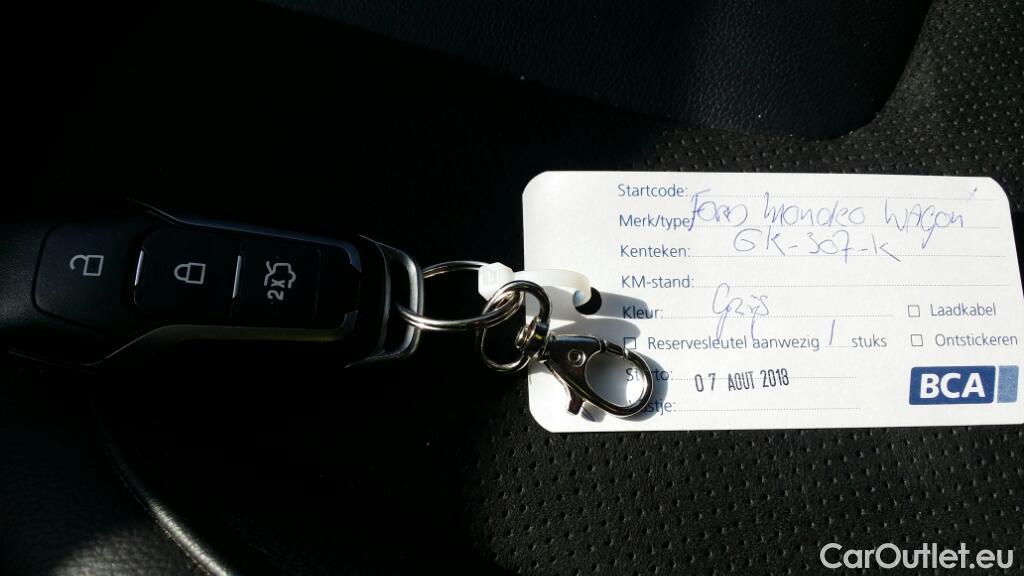 2x
Startcode:
Merk/type: Ford Mondeo Wagon
Kenteken: GK-307-K
KM-stand:
Kleur: Grijs
Laadkabel
Reservesleutel aanwezig 1 stuks
Ontstickeren
07 AOUT 2018
BCA
CarOutlet.eu